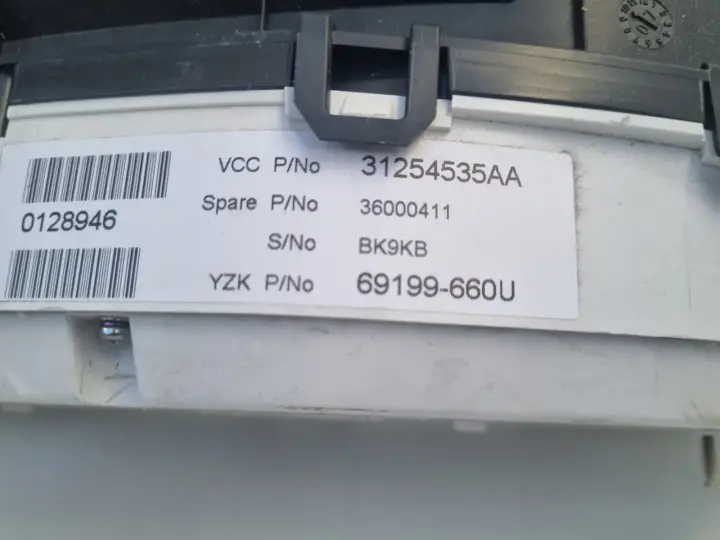 VCC P/No 31254535AA
Spare P/No 36000411
0128946
S/No BK9KB
YZK P/No 69199-660U